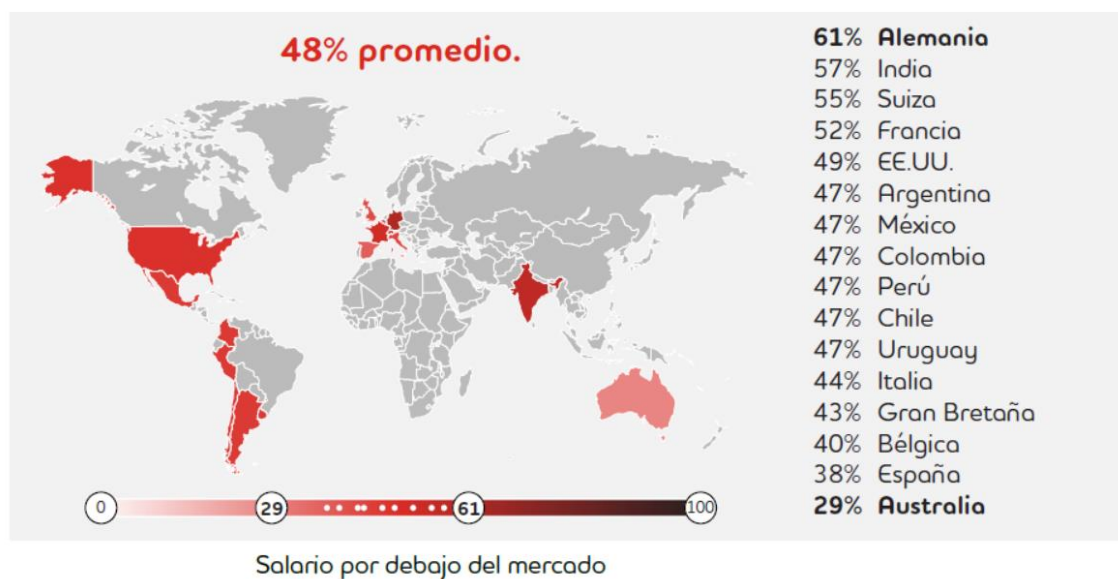 48% promedio.
61% Alemania
57% India
55% Suiza
52% Francia
49% EE.UU.
47% Argentina
47% México
47% Colombia
47% Perú
47% Chile
47% Uruguay
44% Italia
43% Gran Bretaña
40% Bélgica
38% España
29% Australia
0 29 61 100
Salario por debajo del mercado